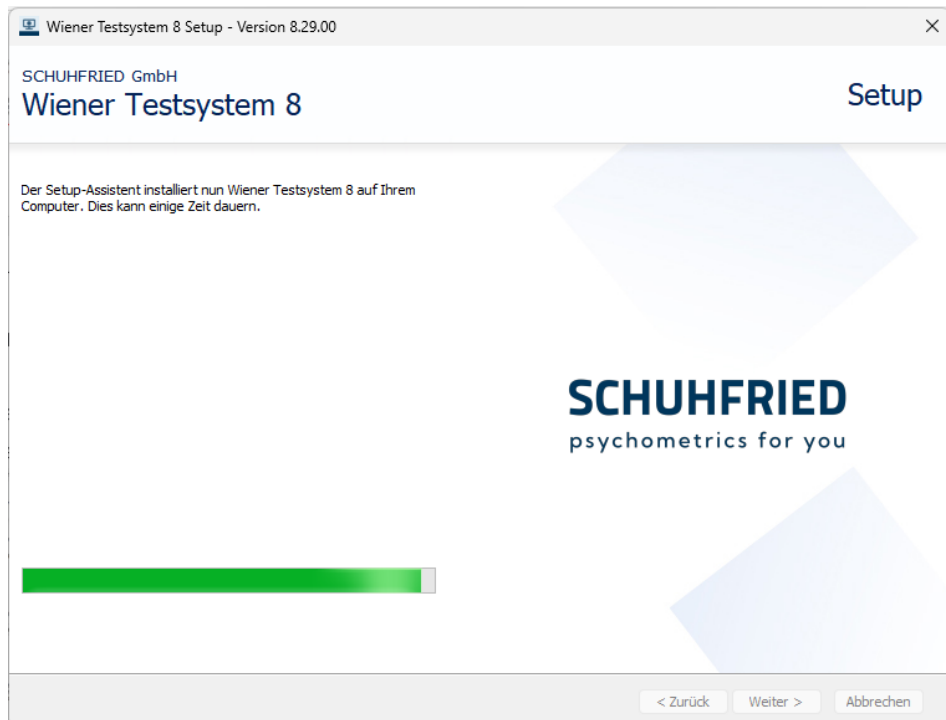 Wiener Testsystem 8 Setup - Version 8.29.00
SCHUHFRIED GmbH
Wiener Testsystem 8
Setup
Der Setup-Assistent installiert nun Wiener Testsystem 8 auf Ihrem
Computer. Dies kann einige Zeit dauern.
SCHUHFRIED
psychometrics for you
< Zurück
Weiter >
Abbrechen